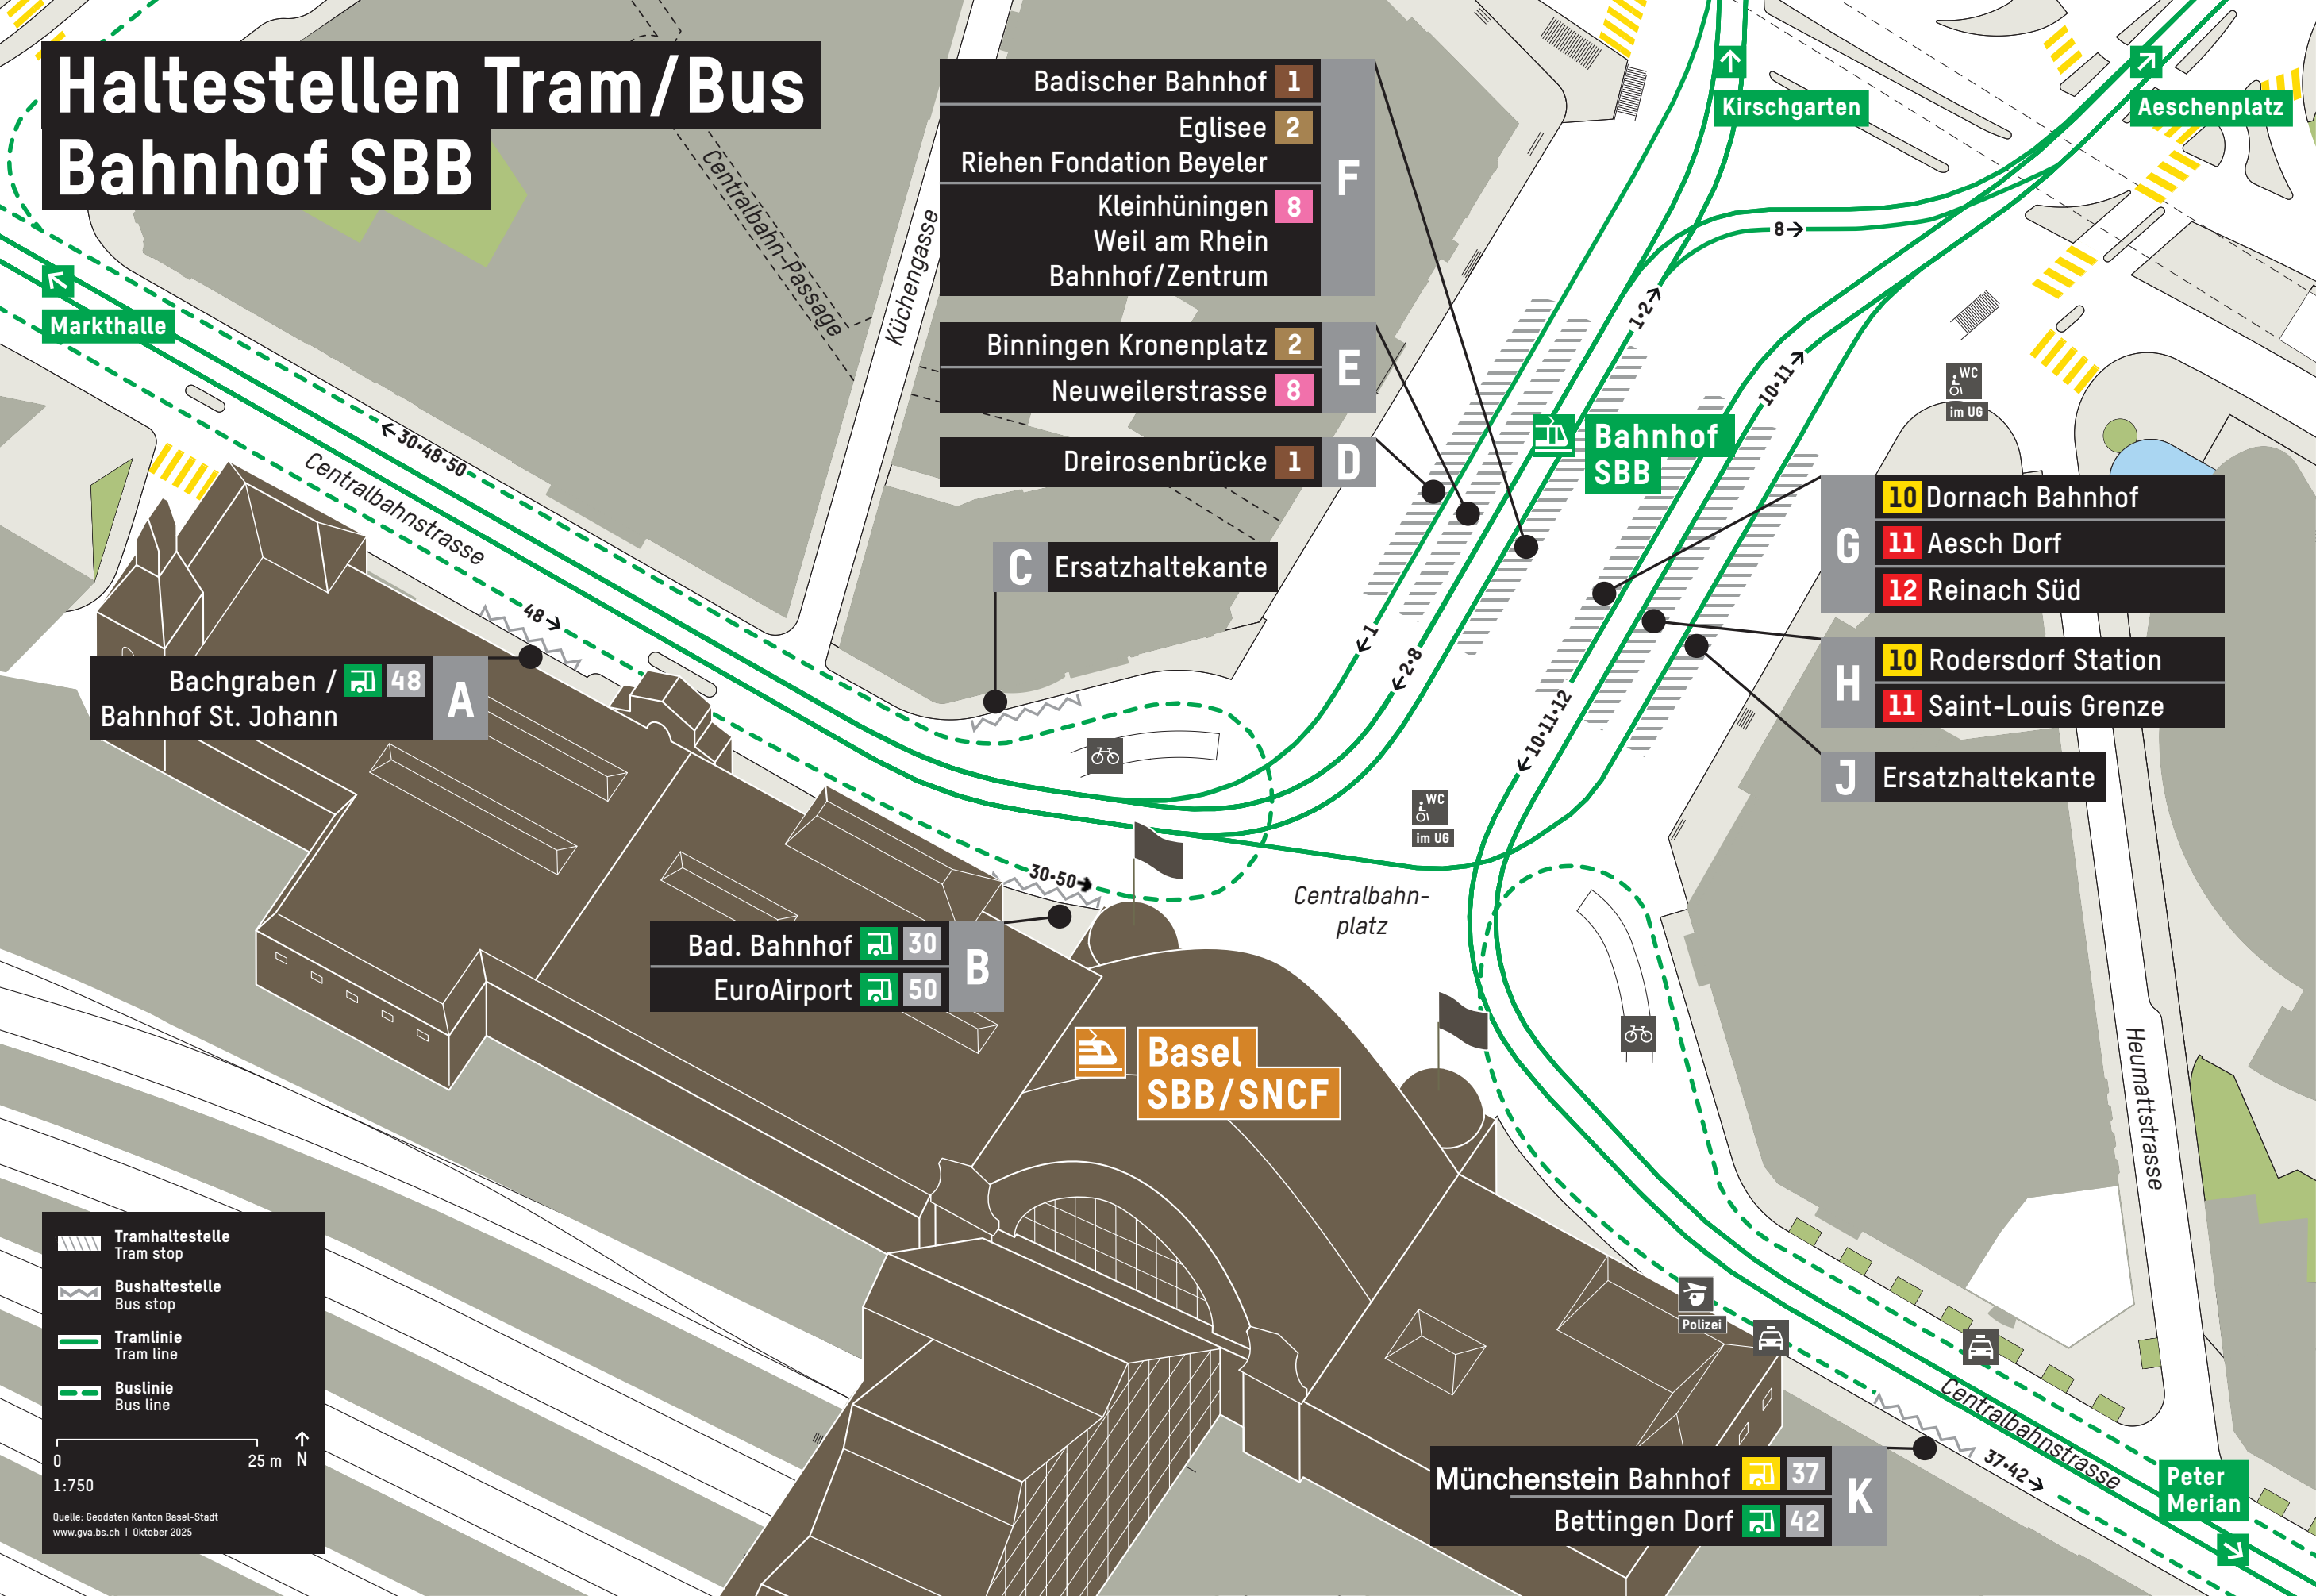 Haltestellen Tram/Bus
Bahnhof SBB
Badischer Bahnhof 1
Eglisee 2
Riehen Fondation Beyeler
Kleinhüningen 8
Weil am Rhein
Bahnhof/Zentrum
F
Binningen Kronenplatz 2
Neuweilerstrasse 8
E
Dreirosenbrücke 1
D
C Ersatzhaltekante
Kirschgarten
Aeschenplatz
Markthalle
Centralbahn-Passage
Küchengasse
8→
1•2→
10•11→
←30•48•50
Centralbahnstrasse
48→
Bahnhof
SBB
WC
im UG
G
10 Dornach Bahnhof
11 Aesch Dorf
12 Reinach Süd
H
10 Rodersdorf Station
11 Saint-Louis Grenze
J Ersatzhaltekante
←1
←2•8
←10•11•12
Bachgraben / 48
Bahnhof St. Johann
A
WC
im UG
30•50→
Centralbahn-
platz
Bad. Bahnhof 30
EuroAirport 50
B
Basel
SBB/SNCF
Heumattstrasse
Polizei
Centralbahnstrasse
37•42→
Münchenstein Bahnhof 37
Bettingen Dorf 42
K
Peter
Merian
Tramhaltestelle
Tram stop
Bushaltestelle
Bus stop
Tramlinie
Tram line
Buslinie
Bus line
0 25 m N
1:750
Quelle: Geodaten Kanton Basel-Stadt
www.gva.bs.ch | Oktober 2025